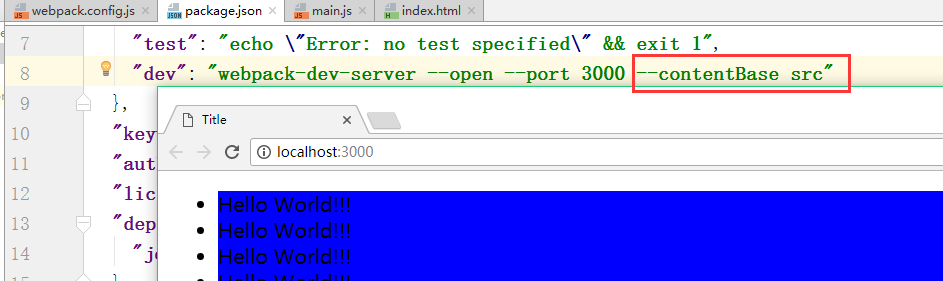 webpack.config.js package.json main.js index.html
7 "test": "echo \"Error: no test specified\" && exit 1",
8 "dev": "webpack-dev-server --open --port 3000 --contentBase src"
9 },
10 "key
11 "aut
12 "lic
13 "dep
14 "j
Title
localhost:3000
Hello World!!!
Hello World!!!
Hello World!!!